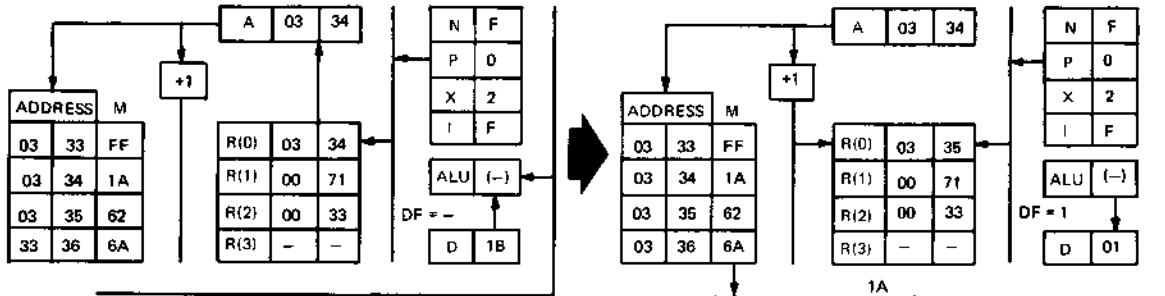 A 03 34
+1
ADDRESS M
03 33 FF
03 34 1A
03 35 62
33 36 6A
R(0) 03 34
R(1) 00 71
R(2) 00 33
R(3) – –
N F
P 0
X 2
I F
ALU (–)
DF = –
D 1B
A 03 34
+1
ADDRESS M
03 33 FF
03 34 1A
03 35 62
03 36 6A
R(0) 03 35
R(1) 00 71
R(2) 00 33
R(3) – –
1A
N F
P 0
X 2
I F
ALU (–)
DF = 1
D 01